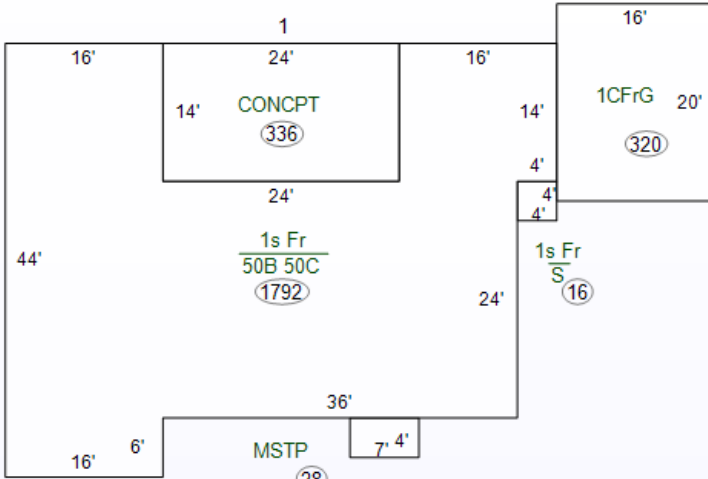 1
16' 24' 16' 16'
14' CONCPT 14' 1CFrG 20'
336 320
4'
24' 4'
4'
44' 1s Fr 1s Fr
50B 50C S
1792 24' 16
36'
6' MSTP 7' 4'
16'
28